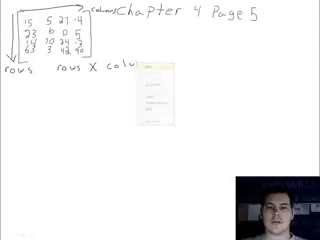 columns Chapter 4 Page 5
15 5 27 -4
23 6 0 5
14 70 24 -3
63 3 42 90
rows rows X colu